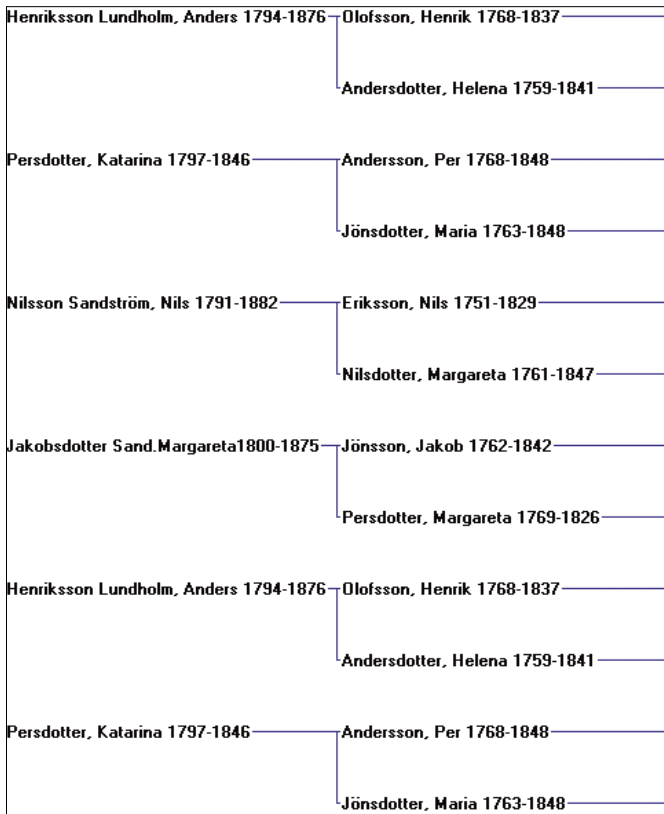 Henriksson Lundholm, Anders 1794-1876 Olofsson, Henrik 1768-1837
Andersdotter, Helena 1759-1841
Persdotter, Katarina 1797-1846 Andersson, Per 1768-1848
Jönsdotter, Maria 1763-1848
Nilsson Sandström, Nils 1791-1882 Eriksson, Nils 1751-1829
Nilsdotter, Margareta 1761-1847
Jakobsdotter Sand.Margareta1800-1875 Jönsson, Jakob 1762-1842
Persdotter, Margareta 1769-1826
Henriksson Lundholm, Anders 1794-1876 Olofsson, Henrik 1768-1837
Andersdotter, Helena 1759-1841
Persdotter, Katarina 1797-1846 Andersson, Per 1768-1848
Jönsdotter, Maria 1763-1848